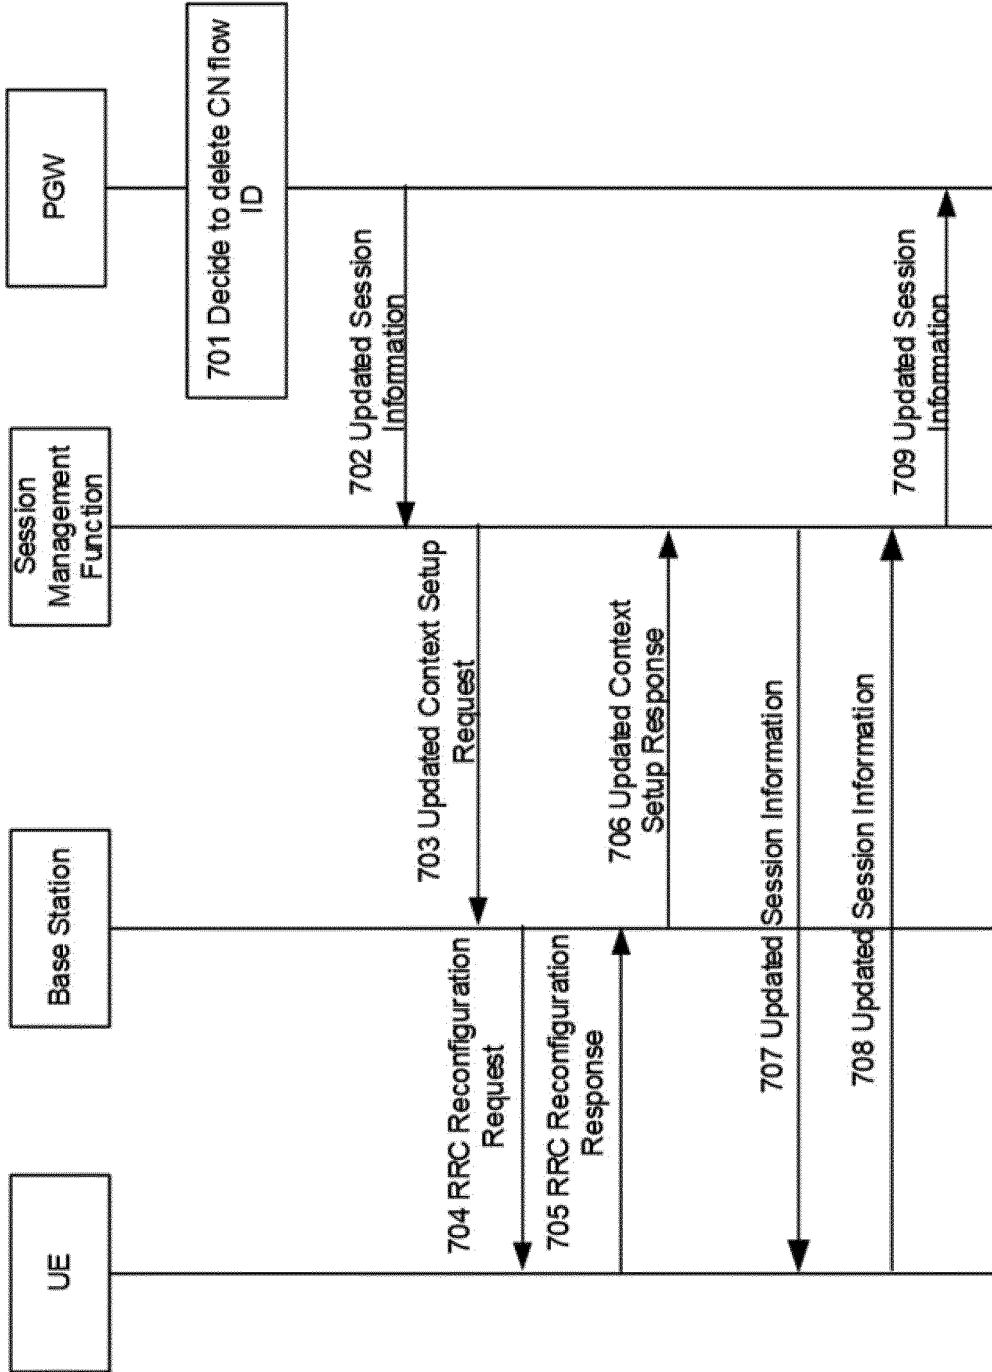 UE
Base Station
Session
Management
Function
PGW
701 Decide to delete CN flow
ID
702 Updated Session
Information
703 Updated Context Setup
Request
704 RRC Reconfiguration
Request
705 RRC Reconfiguration
Response
706 Updated Context
Setup Response
707 Updated Session Information
708 Updated Session Information
709 Updated Session
Information